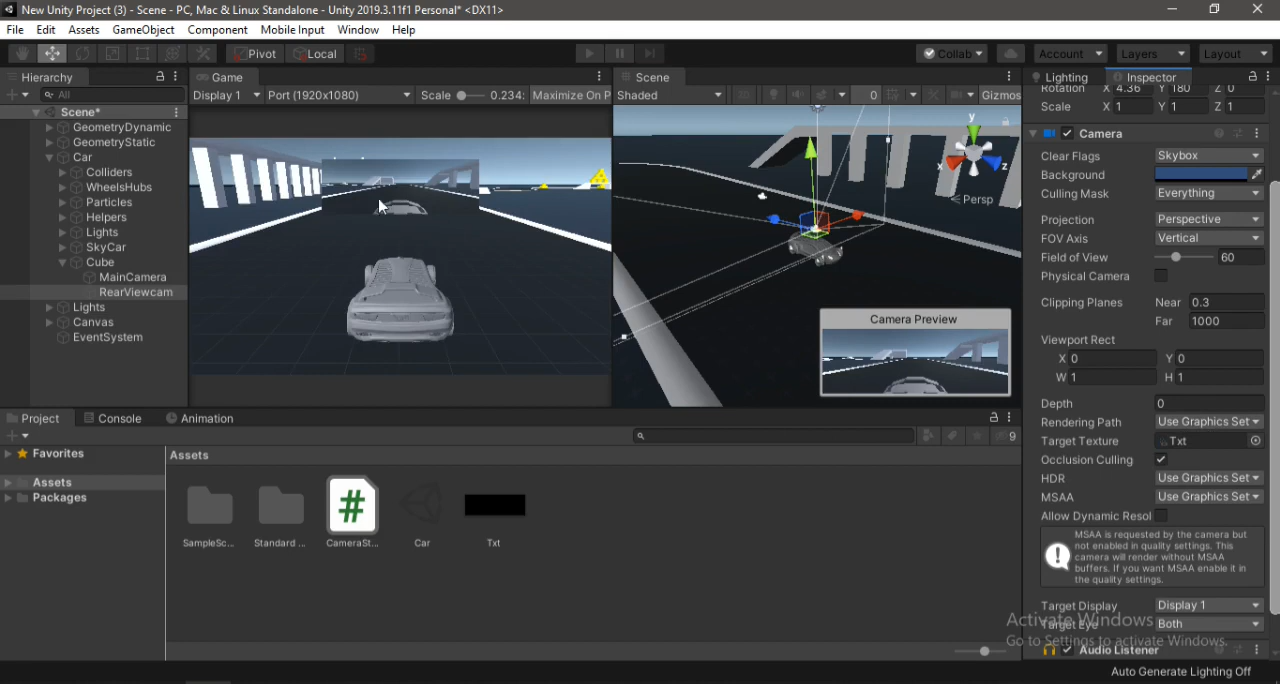 New Unity Project (3) - Scene - PC, Mac & Linux Standalone - Unity 2019.3.11f1 Personal* <DX11>
File Edit Assets GameObject Component Mobile Input Window Help
Pivot Local Collab Account Layers Layout
Hierarchy
All
Scene*
GeometryDynamic
GeometryStatic
Car
Colliders
WheelsHubs
Particles
Helpers
Lights
SkyCar
Cube
MainCamera
RearViewcam
Lights
Canvas
EventSystem
Game
Display 1 Port (1920x1080) Scale 0.234: Maximize On P
Scene
Shaded 2D 0 Gizmos
y
x z
Persp
Camera Preview
Lighting Inspector
Rotation X 4.36 Y 180 Z 0
Scale X 1 Y 1 Z 1
Camera
Clear Flags Skybox
Background
Culling Mask Everything
Projection Perspective
FOV Axis Vertical
Field of View 60
Physical Camera
Clipping Planes Near 0.3
Far 1000
Viewport Rect
X 0 Y 0
W 1 H 1
Depth 0
Rendering Path Use Graphics Set
Target Texture Txt
Occlusion Culling
HDR Use Graphics Set
MSAA Use Graphics Set
Allow Dynamic Resol
MSAA is requested by the camera but
not enabled in quality settings. This
camera will render without MSAA
buffers. If you want MSAA enable it in
the quality settings.
Target Display Display 1
Target Eye Both
Audio Listener
Activate Windows
Go to Settings to activate Windows.
Project Console Animation
9
Favorites
Assets
Packages
Assets
SampleSc... Standard ... CameraSt... Car Txt
Auto Generate Lighting Off